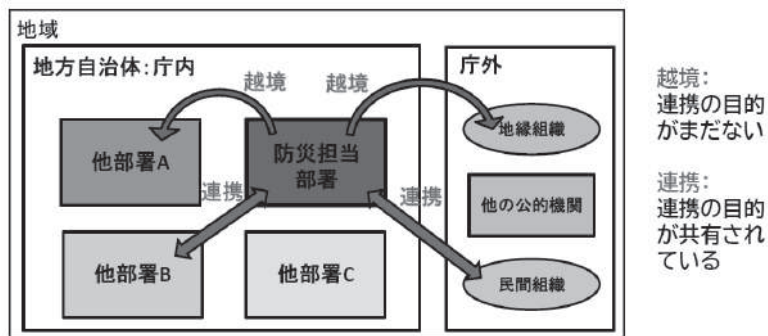 地域
地方自治体：庁内
越境
越境
他部署A
防災担当
部署
連携
他部署B
他部署C
庁外
地縁組織
連携
他の公的機関
民間組織
越境：
連携の目的
がまだない
連携：
連携の目的
が共有され
ている